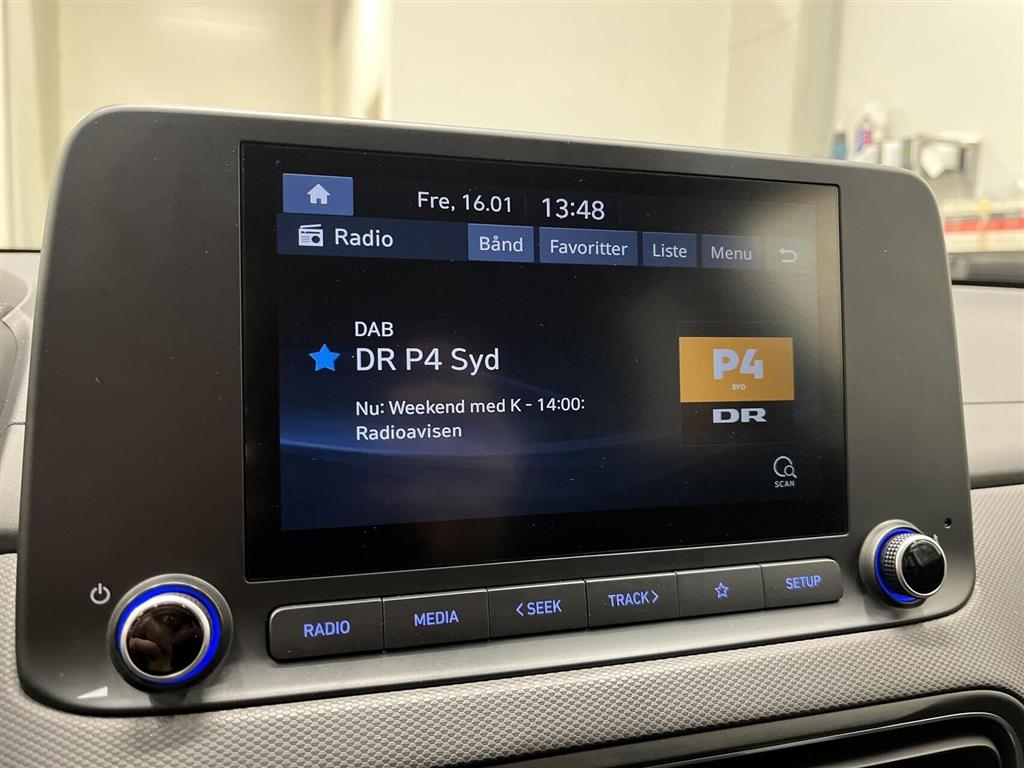 Fre, 16.01 13:48
Radio Bånd Favoritter Liste Menu
DAB
DR P4 Syd
Nu: Weekend med K - 14:00:
Radioavisen
P4
SYD
DR
SCAN
RADIO MEDIA < SEEK TRACK > SETUP